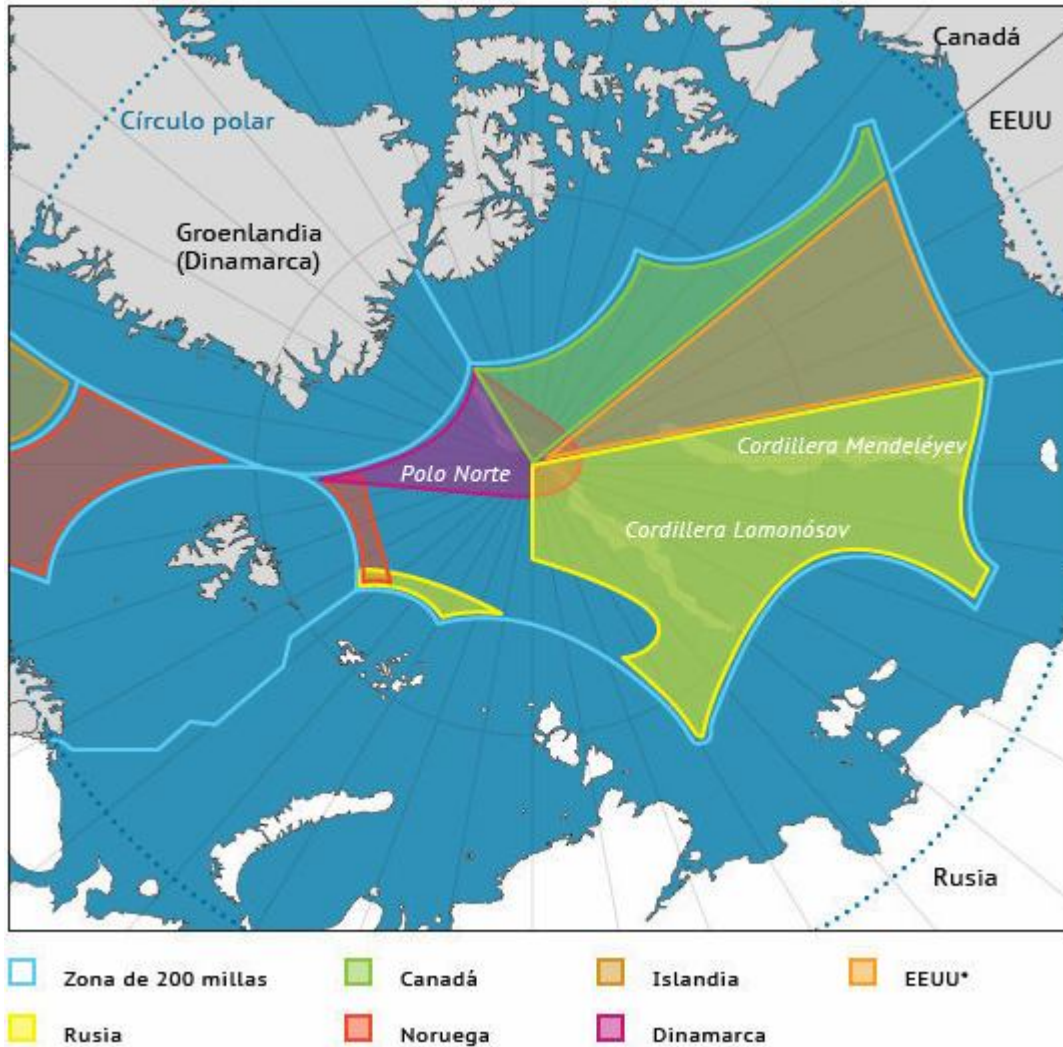 Canadá
Círculo polar
EEUU
Groenlandia
(Dinamarca)
Cordillera Mendeléyev
Polo Norte
Cordillera Lomonósov
Rusia
Zona de 200 millas
Canadá
Islandia
EEUU*
Rusia
Noruega
Dinamarca